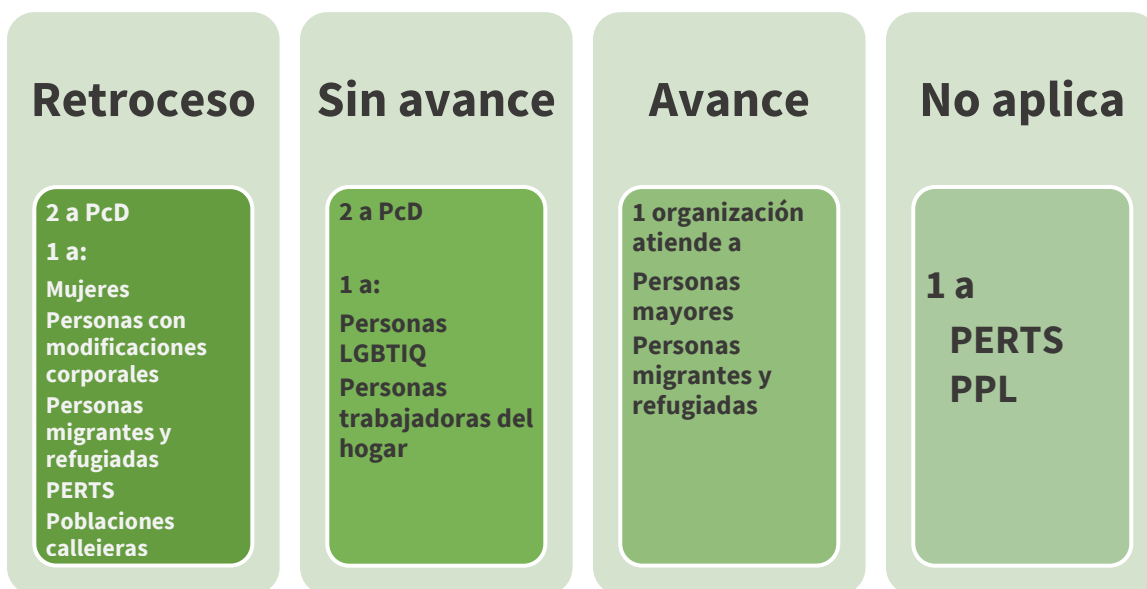 Retroceso
2 a PcD
1 a:
Mujeres
Personas con
modificaciones
corporales
Personas
migrantes y
refugiadas
PERTS
Poblaciones
callejeras
Sin avance
2 a PcD
1 a:
Personas
LGBTIQ
Personas
trabajadoras del
hogar
Avance
1 organización
atiende a
Personas
mayores
Personas
migrantes y
refugiadas
No aplica
1 a
PERTS
PPL